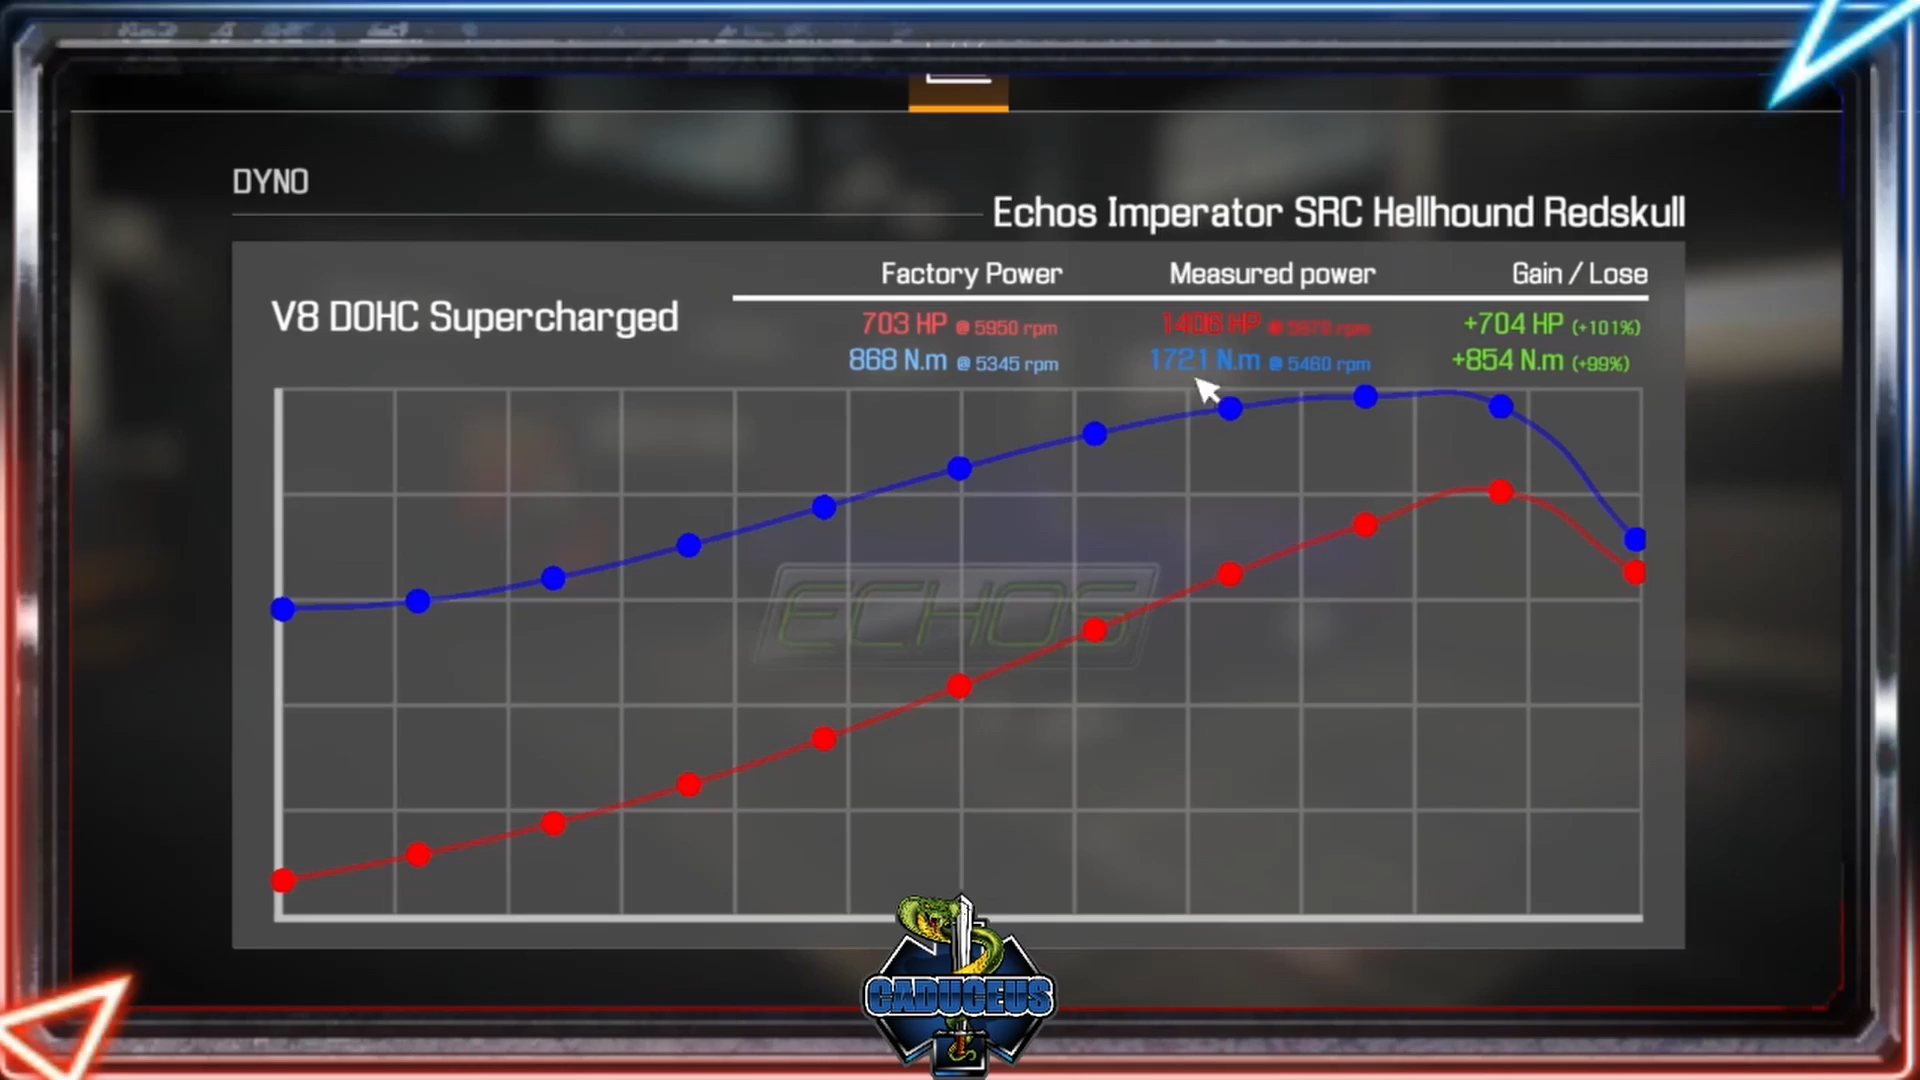 DYNO
Echos Imperator SRC Hellhound Redskull
Factory Power Measured power Gain / Lose
V8 DOHC Supercharged
703 HP @ 5950 rpm 1406 HP @ rpm +704 HP (+101%)
868 N.m @ 5345 rpm 1721 N.m @ 5460 rpm +854 N.m (+99%)
ECHOS
CADUCEUS